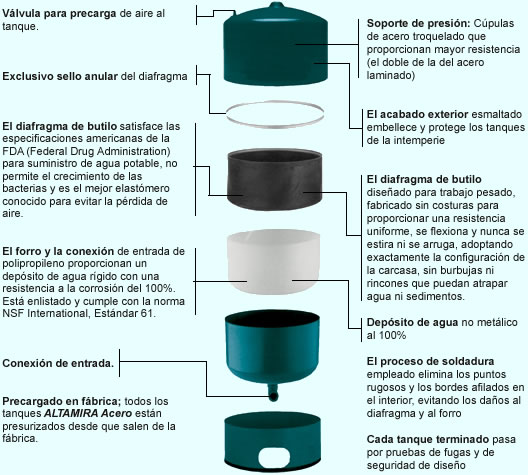 Válvula para precarga de aire al
tanque.
Exclusivo sello anular del diafragma
El diafragma de butilo satisface las
especificaciones americanas de la
FDA (Federal Drug Administration)
para suministro de agua potable, no
permite el crecimiento de las
bacterias y es el mejor elastómero
conocido para evitar la pérdida de
aire.
El forro y la conexión de entrada de
polipropileno proporcionan un
depósito de agua rígido con una
resistencia a la corrosión del 100%.
Está enlistado y cumple con la norma
NSF International, Estándar 61.
Conexión de entrada.
Precargado en fábrica; todos los
tanques ALTAMIRA Acero están
presurizados desde que salen de la
fábrica.
Soporte de presión: Cúpulas
de acero troquelado que
proporcionan mayor resistencia
(el doble de la del acero
laminado)
El acabado exterior esmaltado
embellece y protege los tanques
de la intemperie
El diafragma de butilo
diseñado para trabajo pesado,
fabricado sin costuras para
proporcionar una resistencia
uniforme, se flexiona y nunca se
estira ni se arruga, adoptando
exactamente la configuración de
la carcasa, sin burbujas ni
rincones que puedan atrapar
agua ni sedimentos.
Depósito de agua no metálico
al 100%
El proceso de soldadura
empleado elimina los puntos
rugosos y los bordes afilados en
el interior, evitando los daños al
diafragma y al forro
Cada tanque terminado pasa
por pruebas de fugas y de
seguridad de diseño